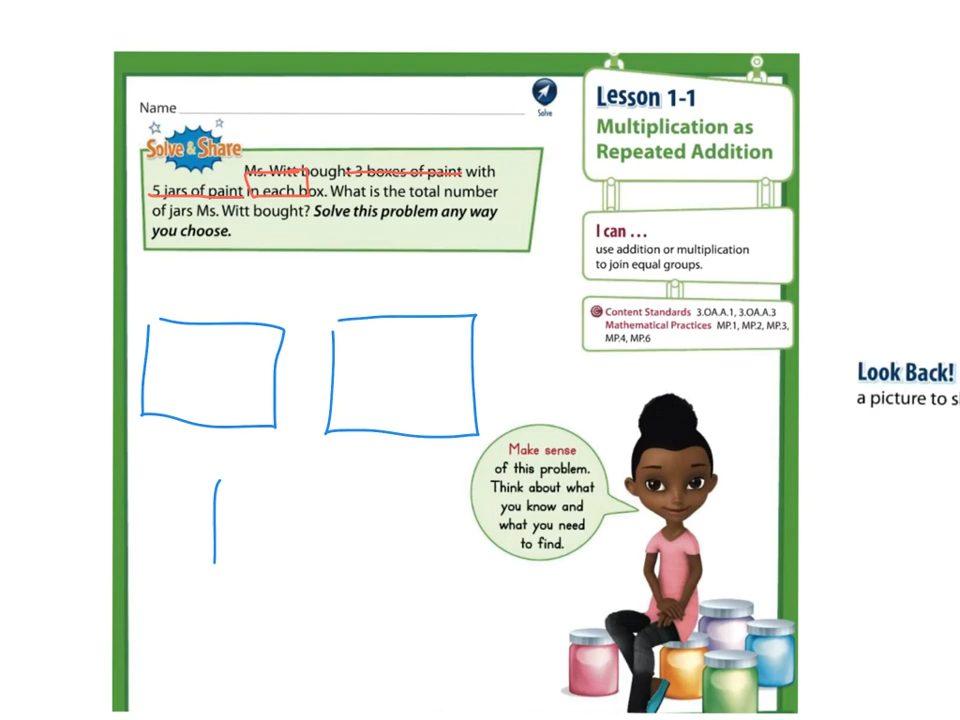 Name
Solve
Solve & Share
Ms. Witt bought 3 boxes of paint with
5 jars of paint in each box. What is the total number
of jars Ms. Witt bought? Solve this problem any way
you choose.
Lesson 1-1
Multiplication as
Repeated Addition
I can ...
use addition or multiplication
to join equal groups.
Content Standards 3.OA.A.1, 3.OA.A.3
Mathematical Practices MP.1, MP.2, MP.3,
MP.4, MP.6
Look Back!
a picture to
Make sense
of this problem.
Think about what
you know and
what you need
to find.